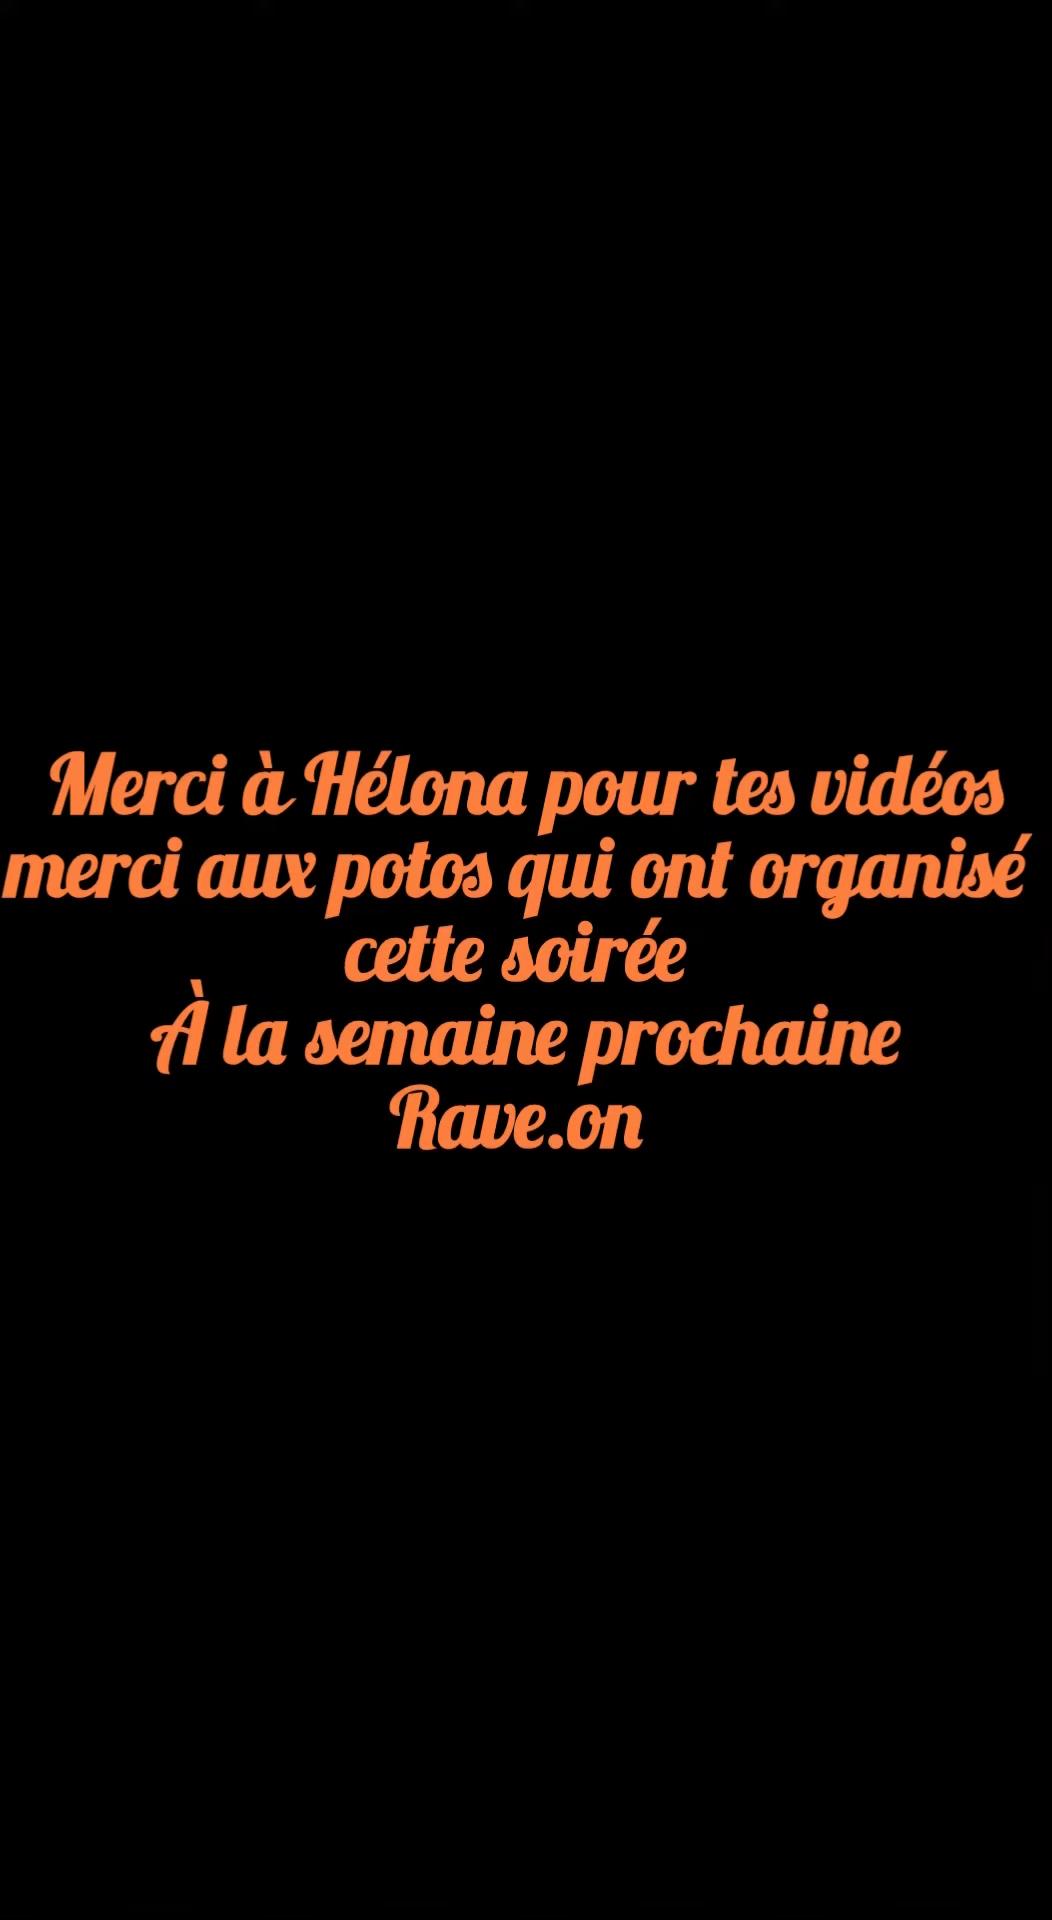 Merci à Hélona pour tes vidéos
merci aux potos qui ont organisé
cette soirée
À la semaine prochaine
Rave.on